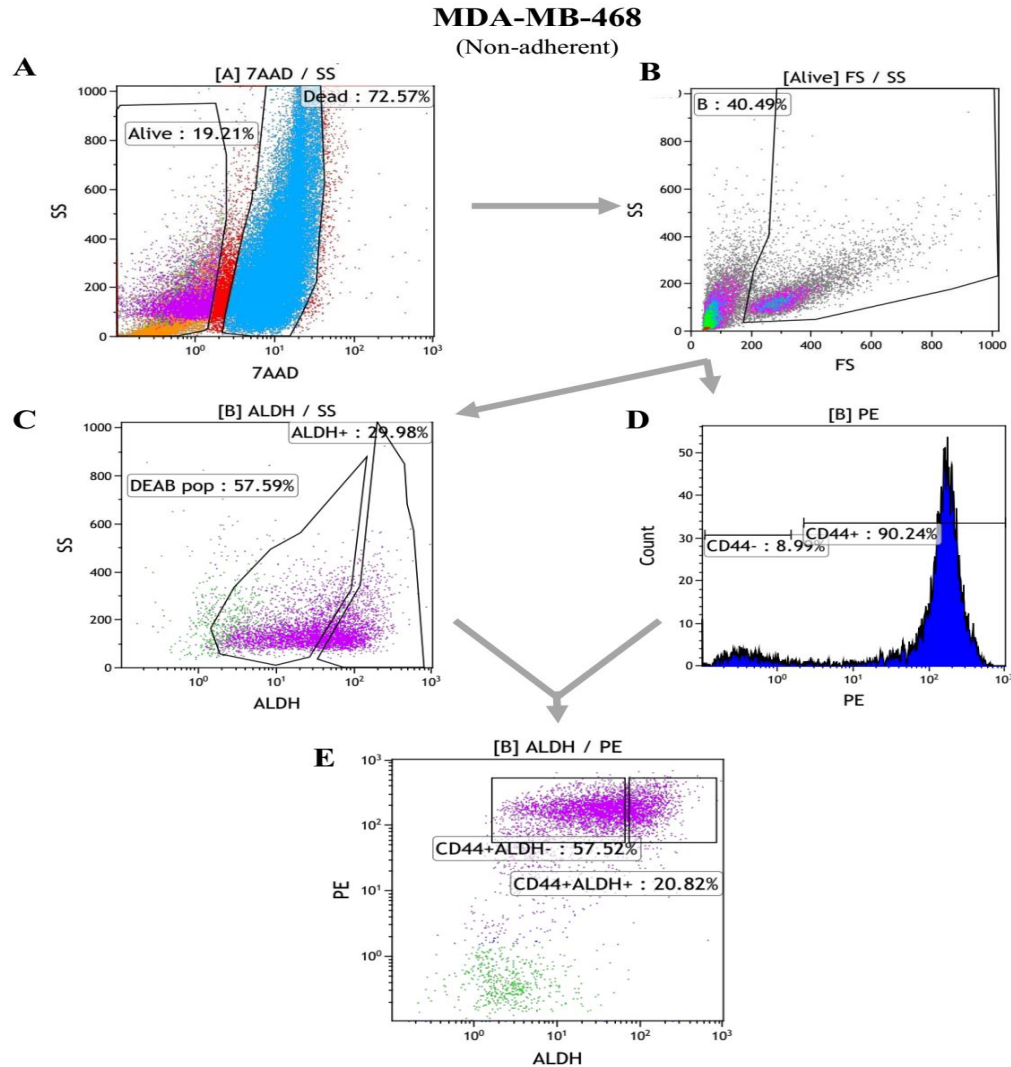 MDA-MB-468
(Non-adherent)
A
[A] 7AAD / SS
Dead : 72.57%
Alive : 19.21%
1000
800
600
400
200
0
SS
10⁰
10¹
10²
10³
7AAD
B
[Alive] FS / SS
B : 40.49%
1,0
800
600
400
200
0
SS
0
200
400
600
800
1000
FS
C
[B] ALDH / SS
ALDH+ : 29.98%
DEAB pop : 57.59%
1000
800
600
400
200
0
SS
10⁰
10¹
10²
10³
ALDH
D
[B] PE
CD44+ : 90.24%
CD44- : 8.99%
50
40
30
20
10
0
Count
10⁰
10¹
10²
10³
PE
E
[B] ALDH / PE
CD44+ALDH- : 57.52%
CD44+ALDH+ : 20.82%
10³
10²
10¹
10⁰
PE
10⁰
10¹
10²
10³
ALDH